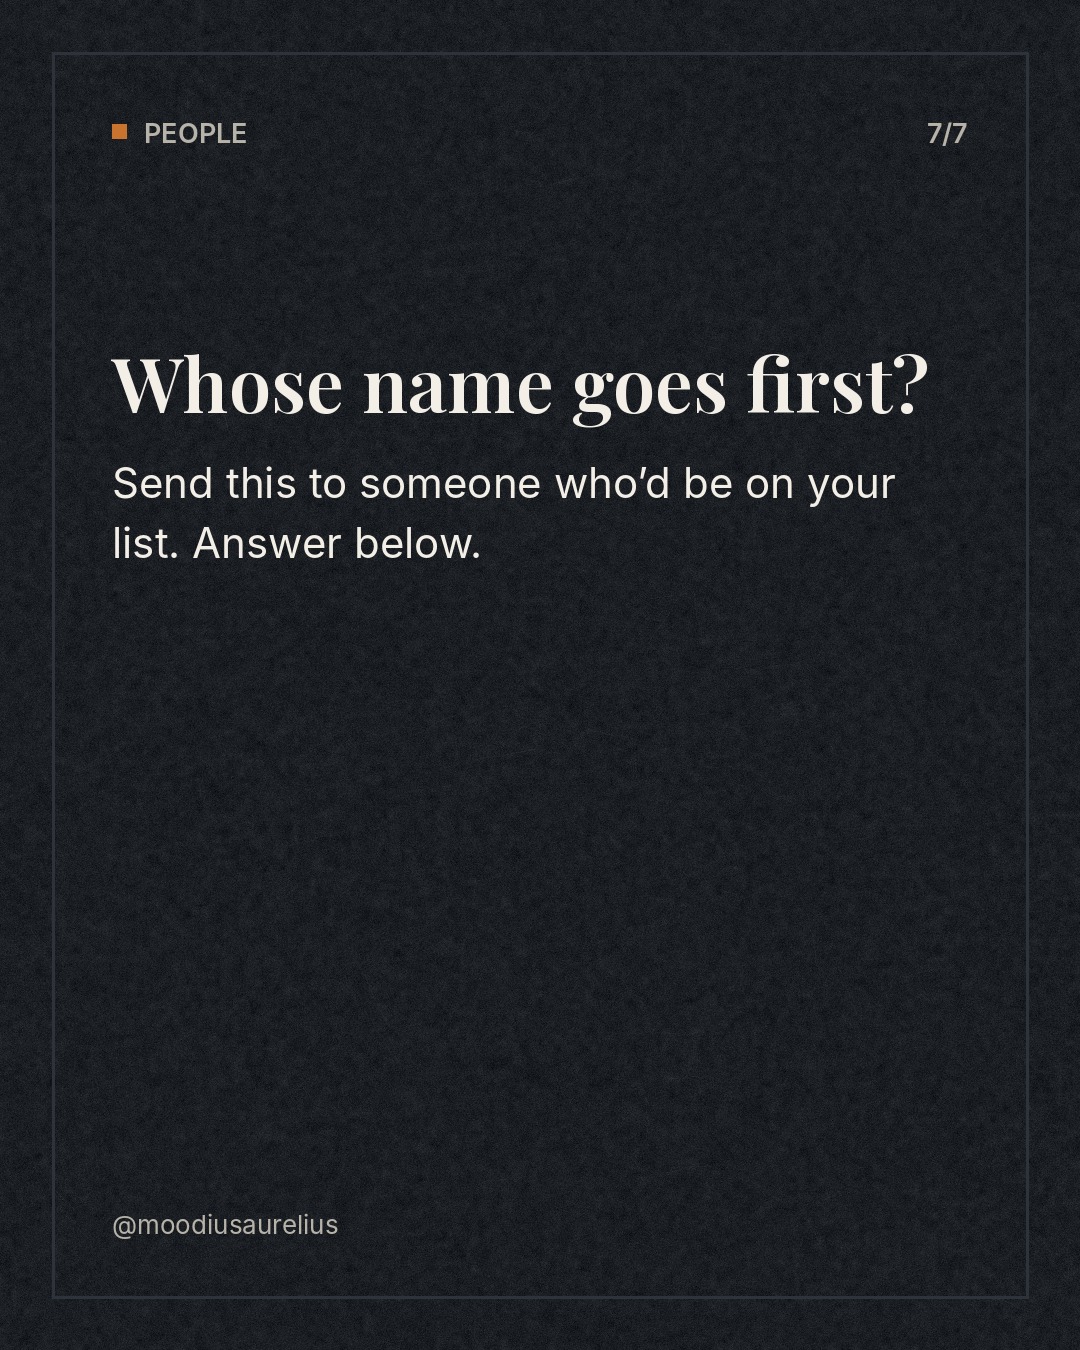 PEOPLE
7/7
Whose name goes first?
Send this to someone who’d be on your
list. Answer below.
@moodiusaurelius